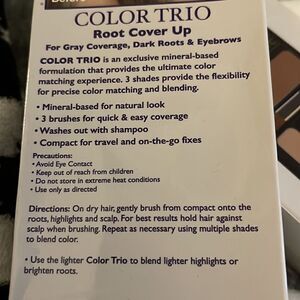 Before
COLOR TRIO
Root Cover Up
For Gray Coverage, Dark Roots & Eyebrows
COLOR TRIO is an exclusive mineral-based
formulation that provides the ultimate color
matching experience. 3 shades provide the flexibility
for precise color matching and blending.
• Mineral-based for natural look
• 3 brushes for quick & easy coverage
• Washes out with shampoo
• Compact for travel and on-the-go fixes
Precautions:
• Avoid Eye Contact
• Keep out of reach from children
• Do not store in extreme heat conditions
• Use only as directed
Directions: On dry hair, gently brush from compact onto the
roots, highlights and scalp. For best results hold hair against
scalp when brushing. Repeat as necessary using multiple shades
to blend color.
• Use the lighter Color Trio to blend lighter highlights or
brighten roots.